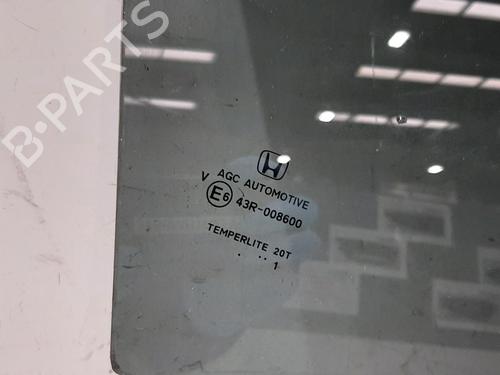 B-PARTS
AGC AUTOMOTIVE
V E6 43R-008600
TEMPERLITE 20T
. .. 1